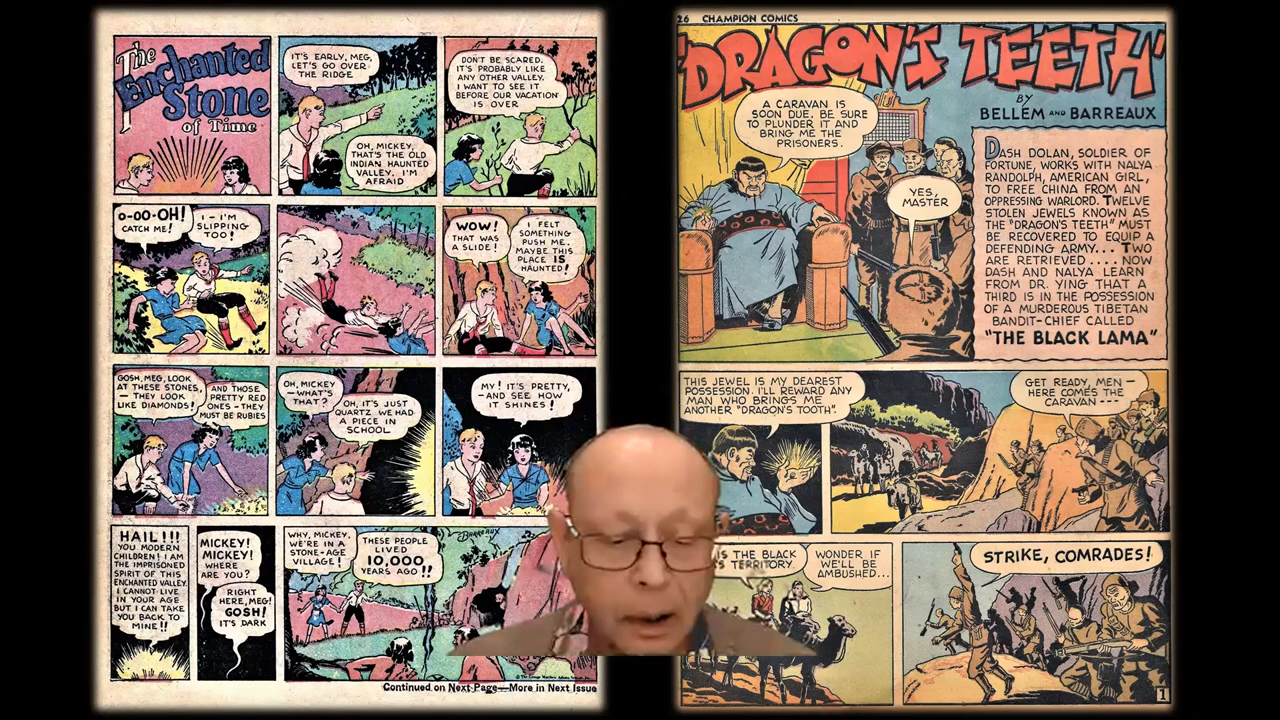 The
Enchanted
Stone
of Time
IT'S EARLY, MEG,
LET'S GO OVER
THE RIDGE
OH, MICKEY,
THAT'S THE OLD
INDIAN HAUNTED
VALLEY. I'M
AFRAID
DON'T BE SCARED.
IT'S PROBABLY LIKE
ANY OTHER VALLEY.
I WANT TO SEE IT
BEFORE OUR VACATION
IS OVER
O-OO-OH!
CATCH ME!
I-I'M
SLIPPING
TOO!
WOW!
THAT WAS
A SLIDE!
I FELT
SOMETHING
PUSH ME.
MAYBE THIS
PLACE IS
HAUNTED!
GOSH, MEG, LOOK
AT THESE STONES,
— THEY LOOK
LIKE DIAMONDS!
AND THOSE
PRETTY RED
ONES - THEY
MUST BE RUBIES
OH, MICKEY
—WHAT'S
THAT?
OH, IT'S JUST
QUARTZ WE HAD
A PIECE IN
SCHOOL
MY! IT'S PRETTY,
—AND SEE HOW
IT SHINES!
HAIL!!!
YOU MODERN
CHILDREN! I AM
THE IMPRISONED
SPIRIT OF THIS
ENCHANTED VALLEY.
I CANNOT LIVE
IN YOUR AGE
BUT I CAN TAKE
YOU BACK TO
MINE!!
MICKEY!
MICKEY!
WHERE
ARE YOU?
RIGHT
HERE, MEG!
GOSH!
IT'S DARK
WHY, MICKEY,
WE'RE IN A
STONE-AGE
VILLAGE!
THESE PEOPLE
LIVED
10,000
YEARS AGO!!
BARREAUX
Continued on Next Page—More in Next Issue
26 CHAMPION COMICS
"DRAGON'S TEETH"
BY
BELLEM AND BARREAUX
A CARAVAN IS
SOON DUE. BE SURE
TO PLUNDER IT AND
BRING ME THE
PRISONERS.
YES,
MASTER
DASH DOLAN, SOLDIER OF
FORTUNE, WORKS WITH NALYA
RANDOLPH, AMERICAN GIRL,
TO FREE CHINA FROM AN
OPPRESSING WARLORD. TWELVE
STOLEN JEWELS KNOWN AS
THE "DRAGON'S TEETH" MUST
BE RECOVERED TO EQUIP A
DEFENDING ARMY... TWO
ARE RETRIEVED.... NOW
DASH AND NALYA LEARN
FROM DR. YING THAT A
THIRD IS IN THE POSSESSION
OF A MURDEROUS TIBETAN
BANDIT-CHIEF CALLED
"THE BLACK LAMA"
THIS JEWEL IS MY DEAREST
POSSESSION. I'LL REWARD ANY
MAN WHO BRINGS ME
ANOTHER "DRAGON'S TOOTH".
GET READY, MEN —
HERE COMES THE
CARAVAN ---
IS THE BLACK
TERRITORY.
WONDER IF
WE'LL BE
AMBUSHED...
STRIKE, COMRADES!
1